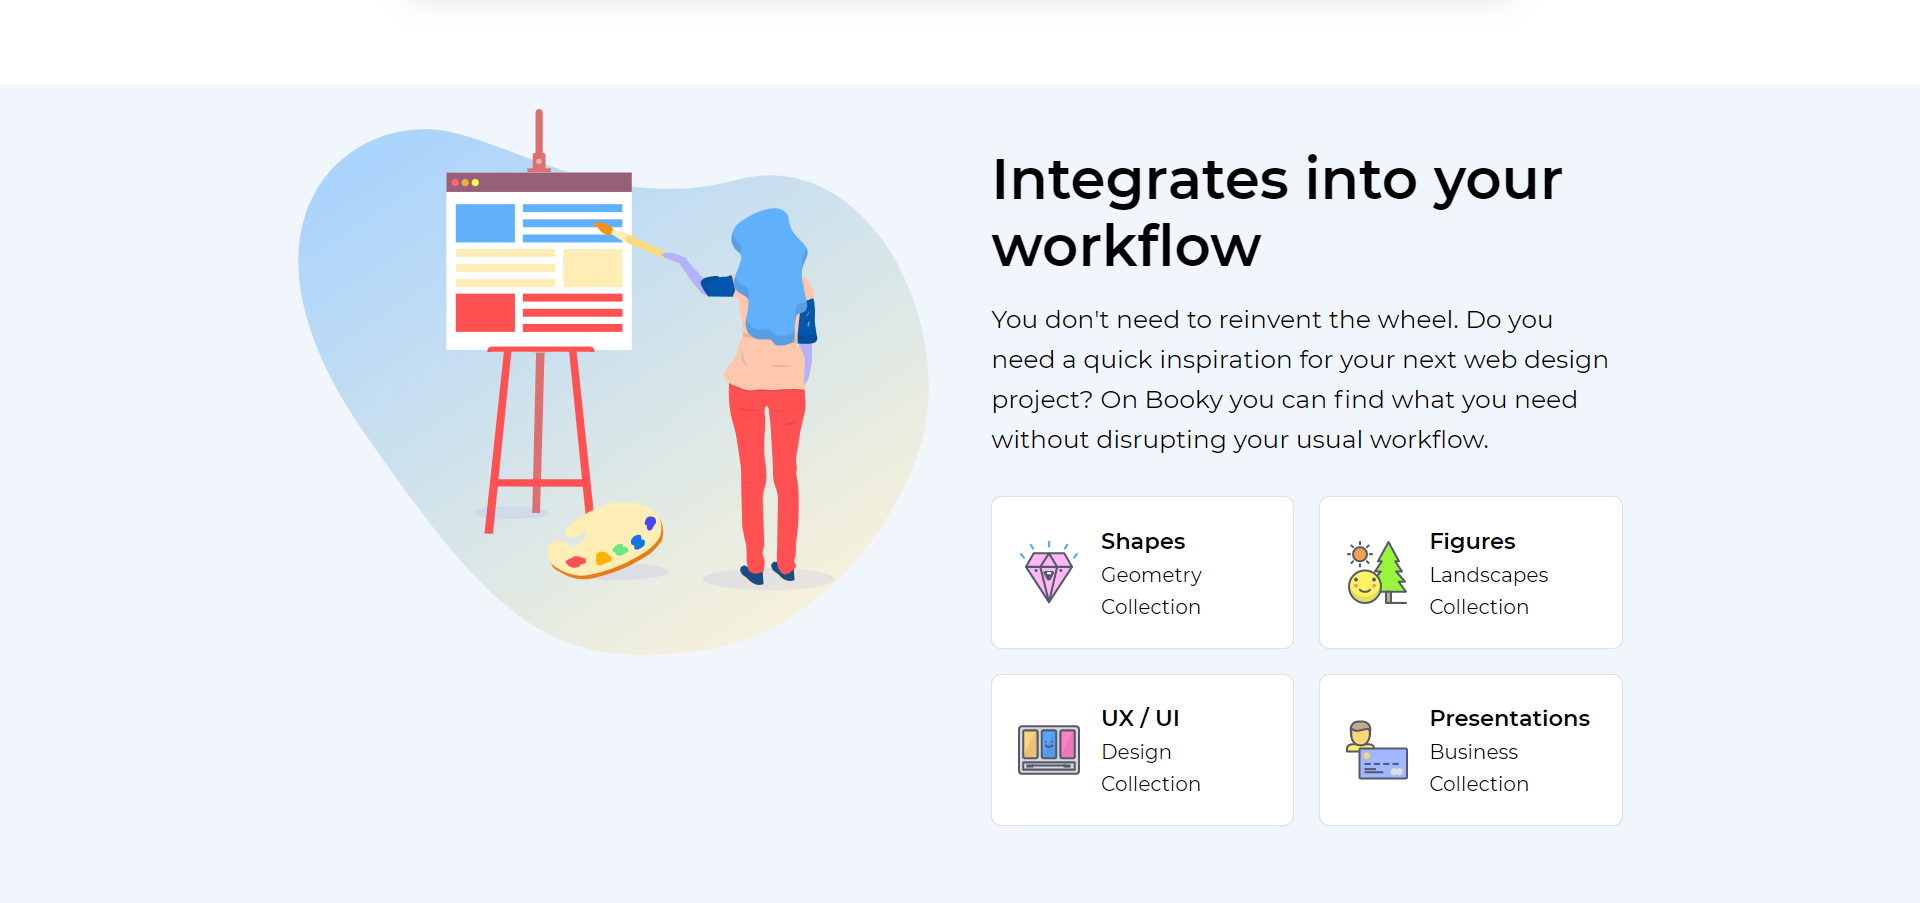 Integrates into your
workflow
You don't need to reinvent the wheel. Do you
need a quick inspiration for your next web design
project? On Booky you can find what you need
without disrupting your usual workflow.
Shapes
Geometry
Collection
Figures
Landscapes
Collection
UX / UI
Design
Collection
Presentations
Business
Collection